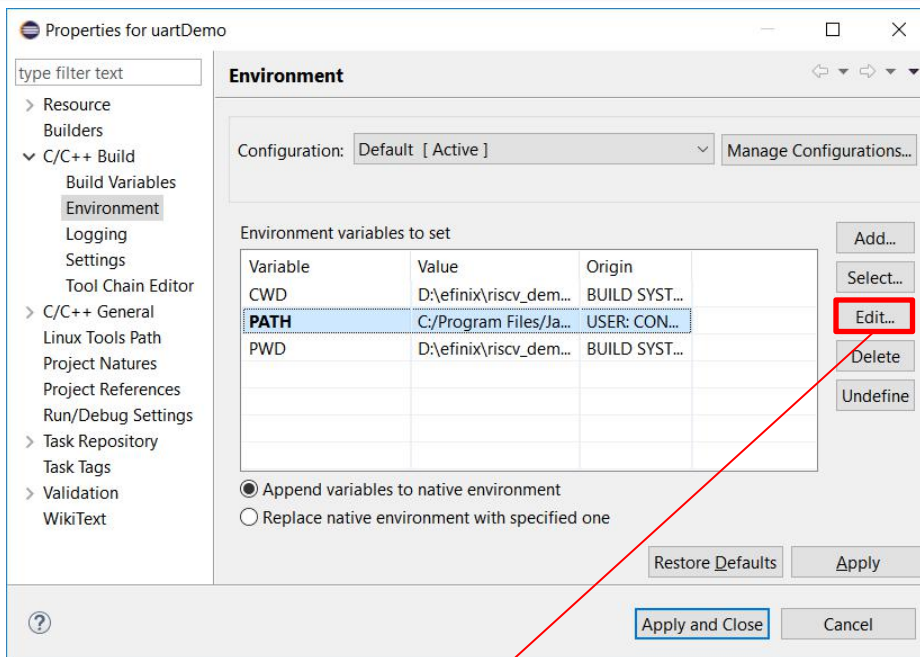 Properties for uartDemo
type filter text
Resource
Builders
C/C++ Build
Build Variables
Environment
Logging
Settings
Tool Chain Editor
C/C++ General
Linux Tools Path
Project Natures
Project References
Run/Debug Settings
Task Repository
Task Tags
Validation
WikiText
Environment
Configuration: Default [ Active ] Manage Configurations...
Environment variables to set
Variable Value Origin
CWD D:\efinix\riscv_dem... BUILD SYST...
PATH C:/Program Files/Ja... USER: CON...
PWD D:\efinix\riscv_dem... BUILD SYST...
Add...
Select...
Edit...
Delete
Undefine
Append variables to native environment
Replace native environment with specified one
Restore Defaults Apply
? Apply and Close Cancel